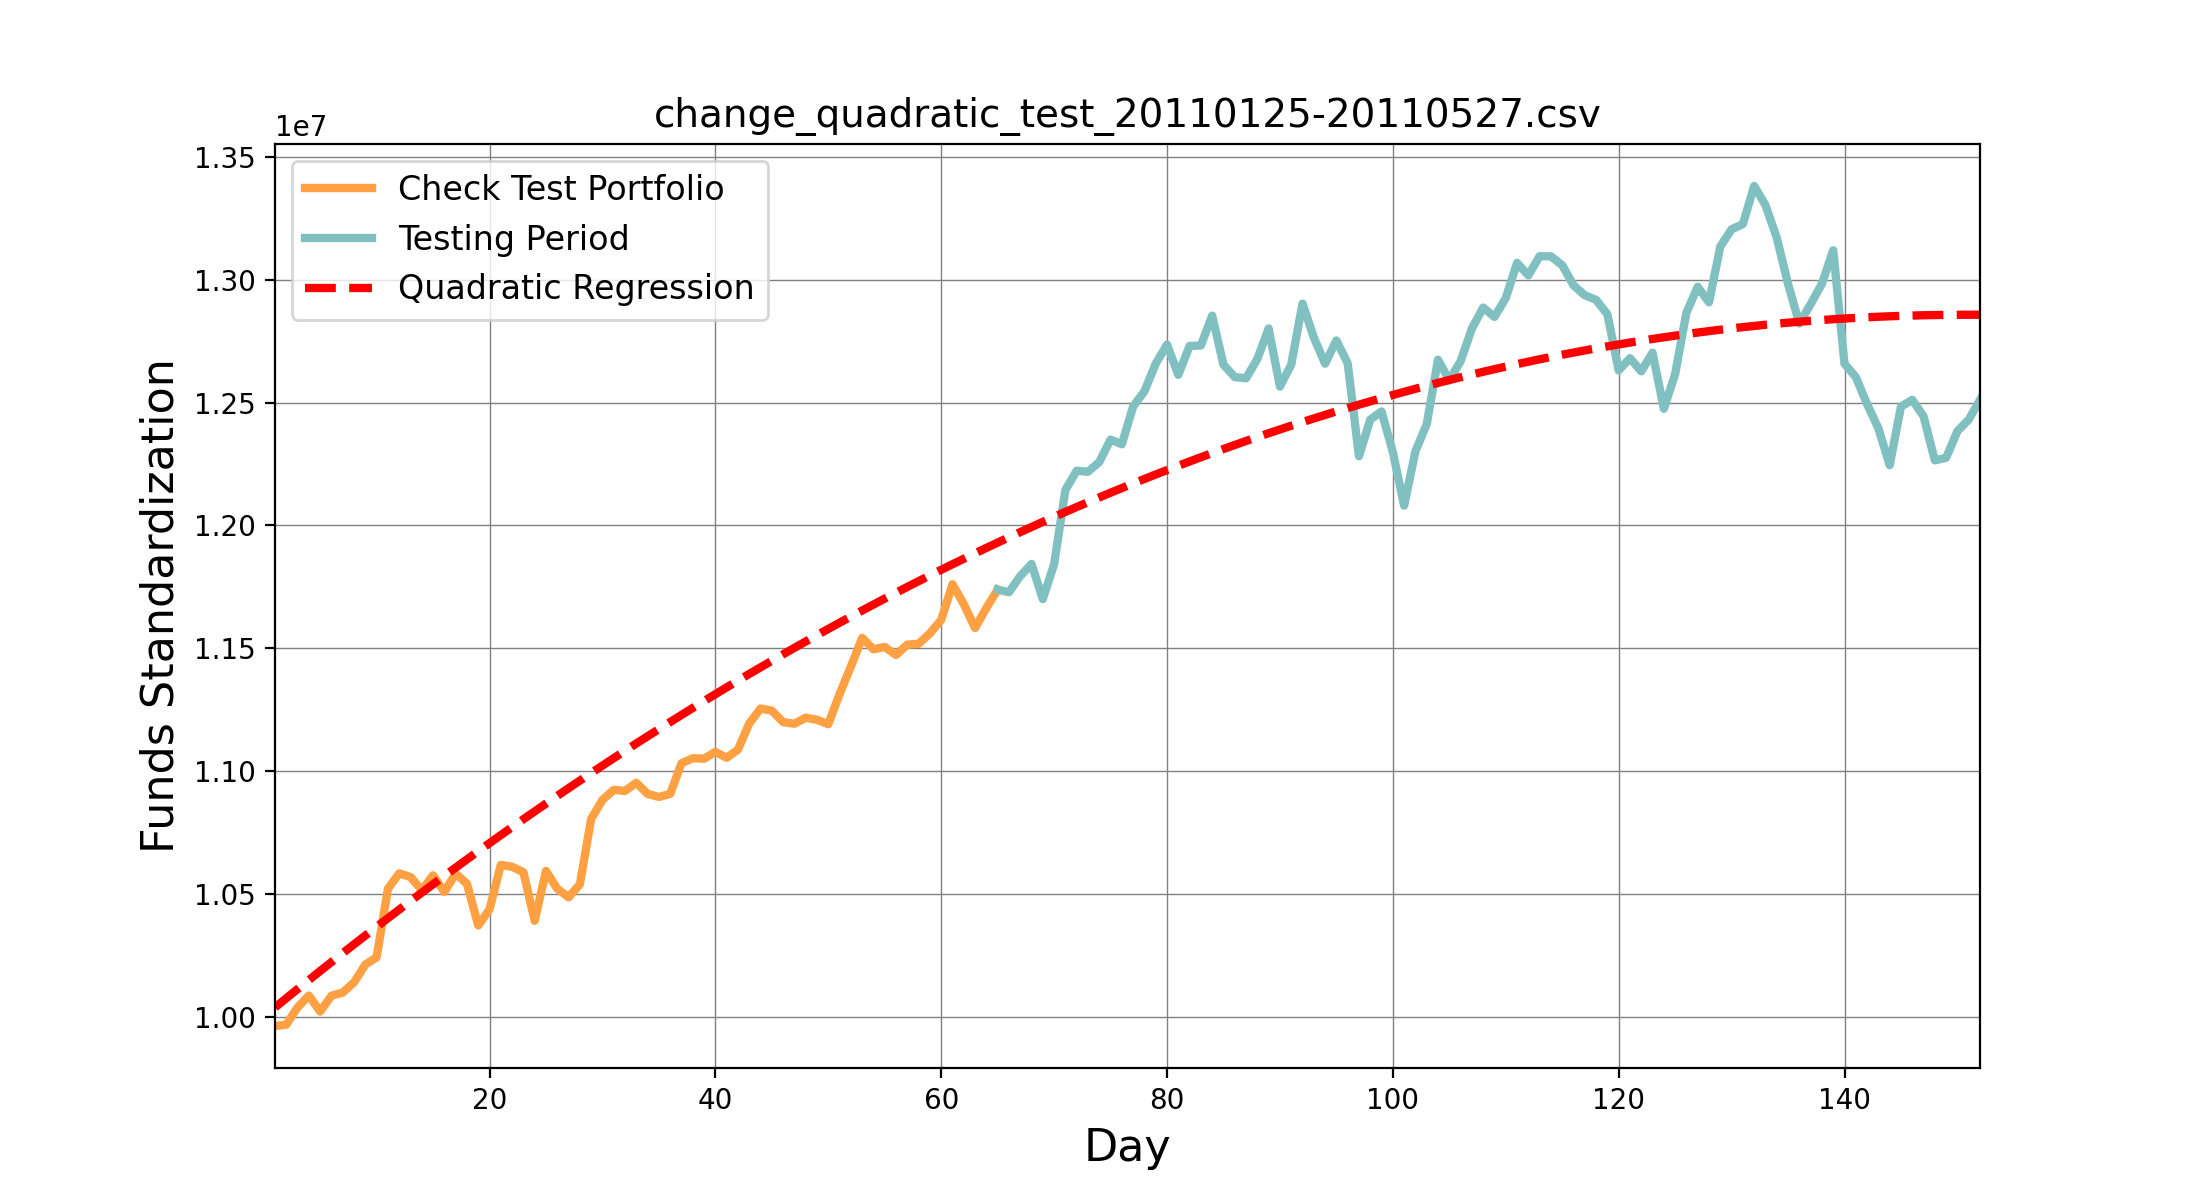 change_quadratic_test_20110125-20110527.csv
1e7
1.35
1.30
1.25
1.20
1.15
1.10
1.05
1.00
Funds Standardization
Check Test Portfolio
Testing Period
Quadratic Regression
20 40 60 80 100 120 140
Day